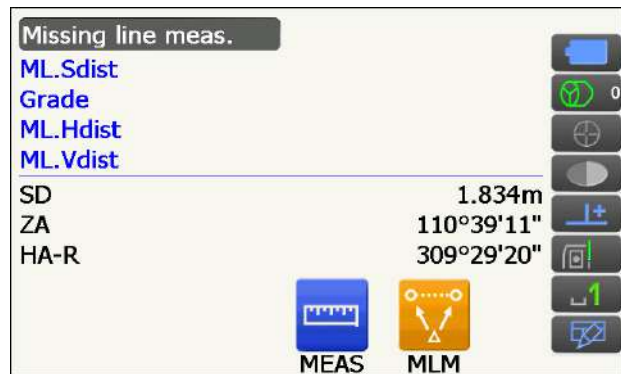 Missing line meas.
ML.Sdist
Grade
ML.Hdist
ML.Vdist
SD 1.834m
ZA 110°39'11"
HA-R 309°29'20"
MEAS MLM
0
1